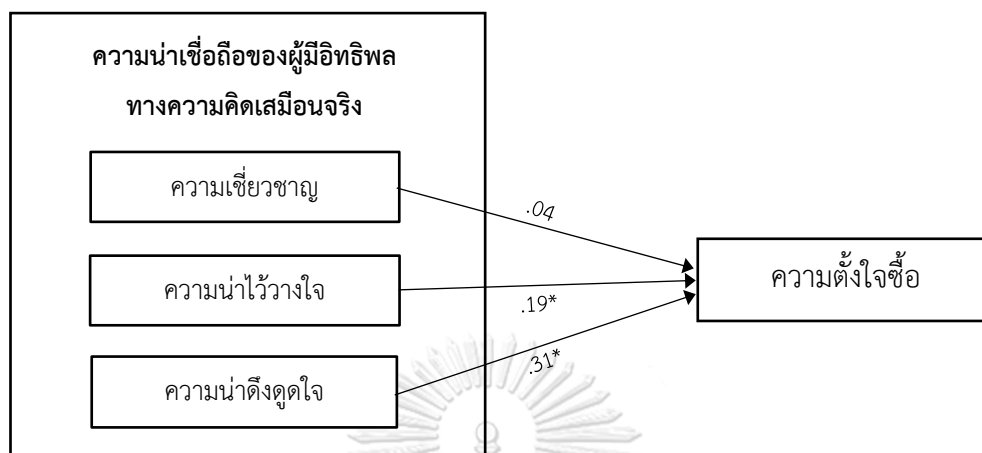 ความน่าเชื่อถือของผู้มีอิทธิพล
ทางความคิดเสมือนจริง
ความเชี่ยวชาญ
.04
ความตั้งใจซื้อ
ความน่าไว้วางใจ
.19*
.31*
ความน่าดึงดูดใจ